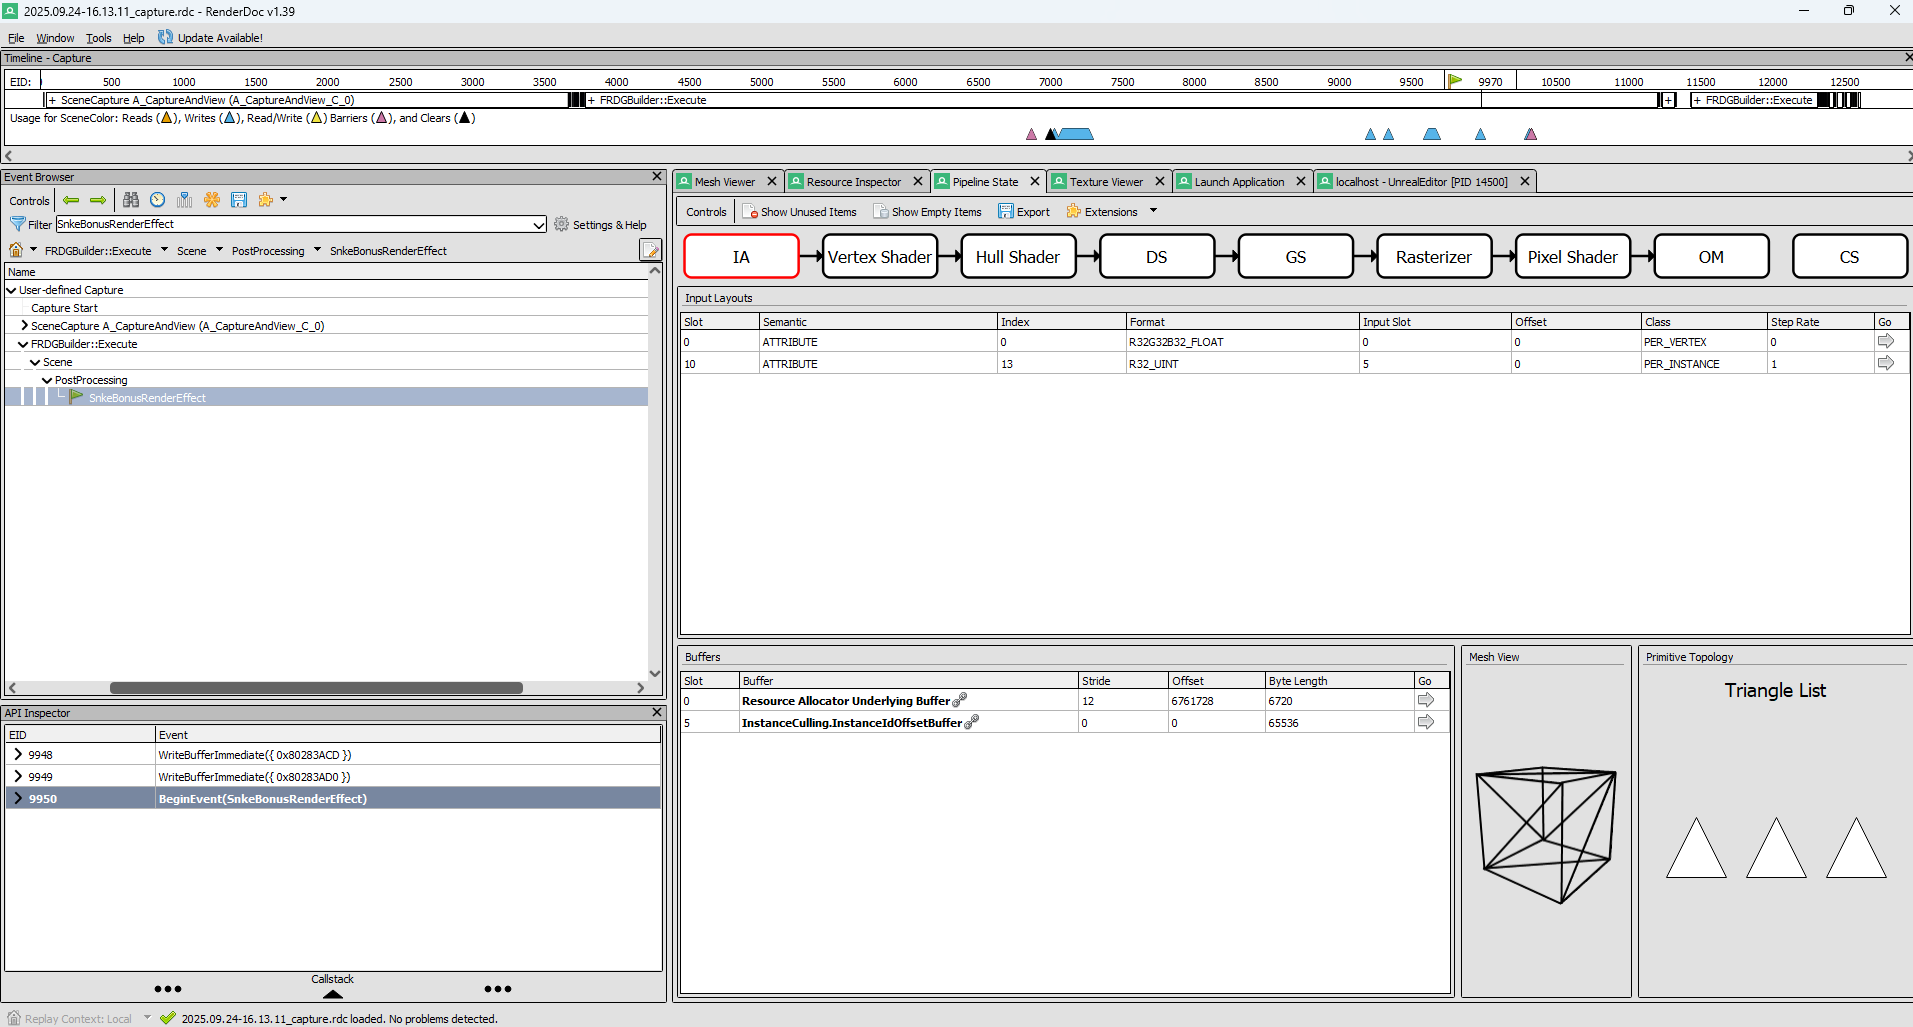 2025.09.24-16.13.11_capture.rdc - RenderDoc v1.39
File Window Tools Help Update Available!
Timeline - Capture
EID: 500 1000 1500 2000 2500 3000 3500 4000 4500 5000 5500 6000 6500 7000 7500 8000 8500 9000 9500 9970 10500 11000 11500 12000 12500
+ SceneCapture A_CaptureAndView (A_CaptureAndView_C_0) + FRDGBuilder::Execute + + FRDGBuilder::Execute
Usage for SceneColor: Reads (▲), Writes (▲), Read/Write (▲) Barriers (▲), and Clears (▲)
Event Browser
Controls
Filter SnkeBonusRenderEffect Settings & Help
FRDGBuilder::Execute Scene PostProcessing SnkeBonusRenderEffect
Name
User-defined Capture
Capture Start
SceneCapture A_CaptureAndView (A_CaptureAndView_C_0)
FRDGBuilder::Execute
Scene
PostProcessing
SnkeBonusRenderEffect
API Inspector
EID Event
9948 WriteBufferImmediate({ 0x80283ACD })
9949 WriteBufferImmediate({ 0x80283AD0 })
9950 BeginEvent(SnkeBonusRenderEffect)
Callstack
Mesh Viewer Resource Inspector Pipeline State Texture Viewer Launch Application localhost - UnrealEditor [PID 14500]
Controls Show Unused Items Show Empty Items Export Extensions
IA Vertex Shader Hull Shader DS GS Rasterizer Pixel Shader OM CS
Input Layouts
Slot Semantic Index Format Input Slot Offset Class Step Rate Go
0 ATTRIBUTE 0 R32G32B32_FLOAT 0 0 PER_VERTEX 0
10 ATTRIBUTE 13 R32_UINT 5 0 PER_INSTANCE 1
Buffers
Slot Buffer Stride Offset Byte Length Go
0 Resource Allocator Underlying Buffer 12 6761728 6720
5 InstanceCulling.InstanceIdOffsetBuffer 0 0 65536
Mesh View
Primitive Topology
Triangle List
Replay Context: Local 2025.09.24-16.13.11_capture.rdc loaded. No problems detected.